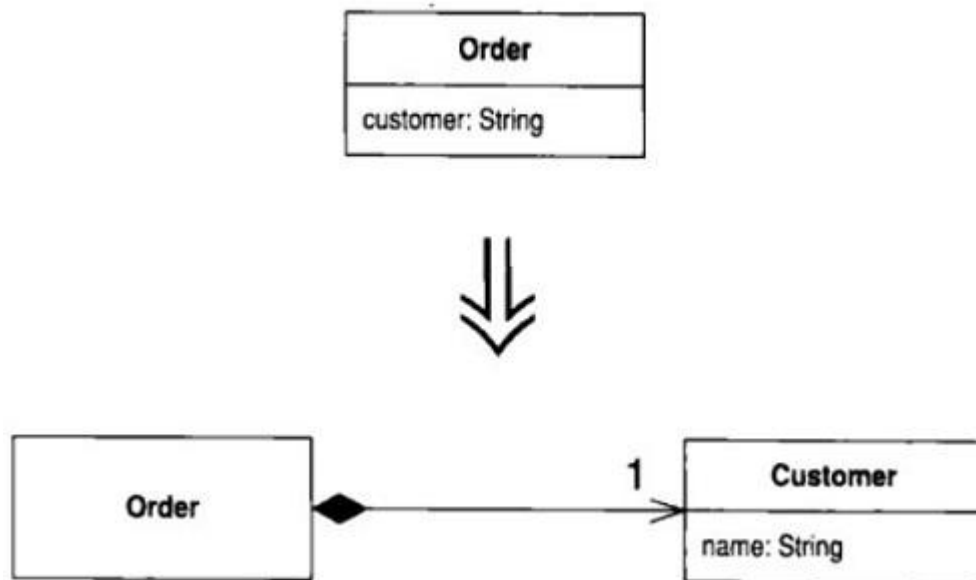 Order
customer: String
1
Customer
Order
name: String